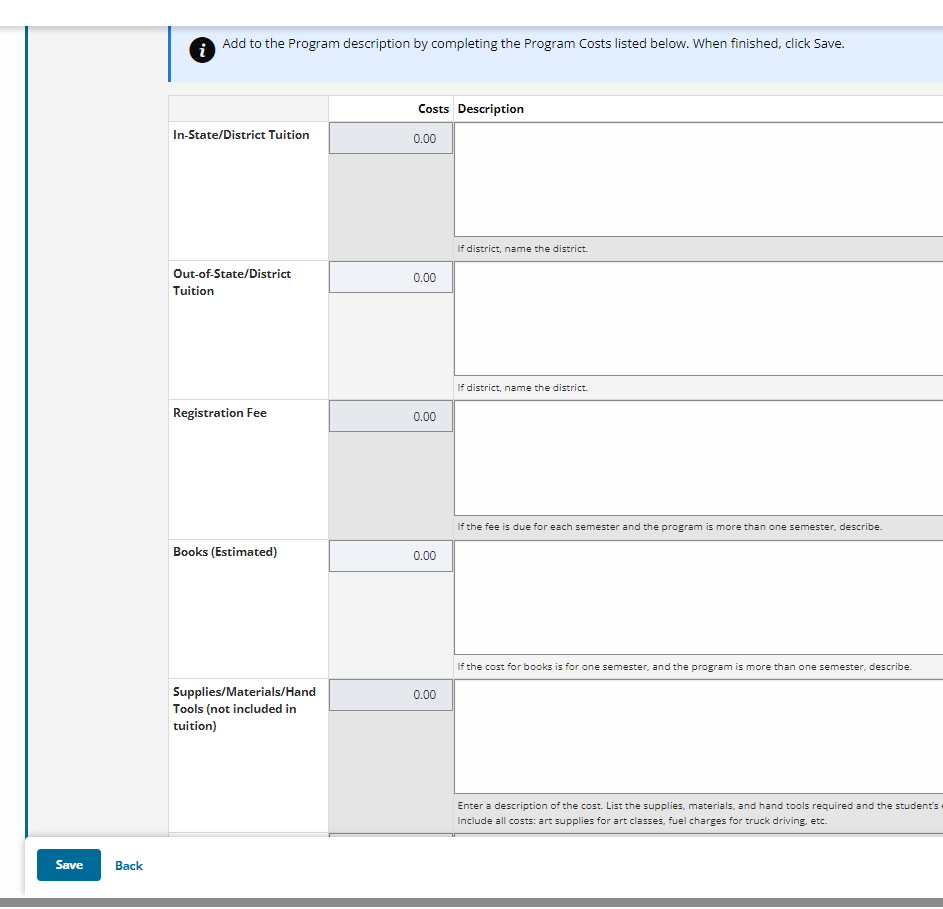 Add to the Program description by completing the Program Costs listed below. When finished, click Save.
Costs Description
In-State/District Tuition
0.00
If district, name the district.
Out-of-State/District
Tuition
0.00
If district, name the district.
Registration Fee
0.00
If the fee is due for each semester and the program is more than one semester, describe.
Books (Estimated)
0.00
If the cost for books is for one semester, and the program is more than one semester, describe.
Supplies/Materials/Hand
Tools (not included in
tuition)
0.00
Enter a description of the cost. List the supplies, materials, and hand tools required and the student's
Include all costs: art supplies for art classes, fuel charges for truck driving, etc.
Save Back